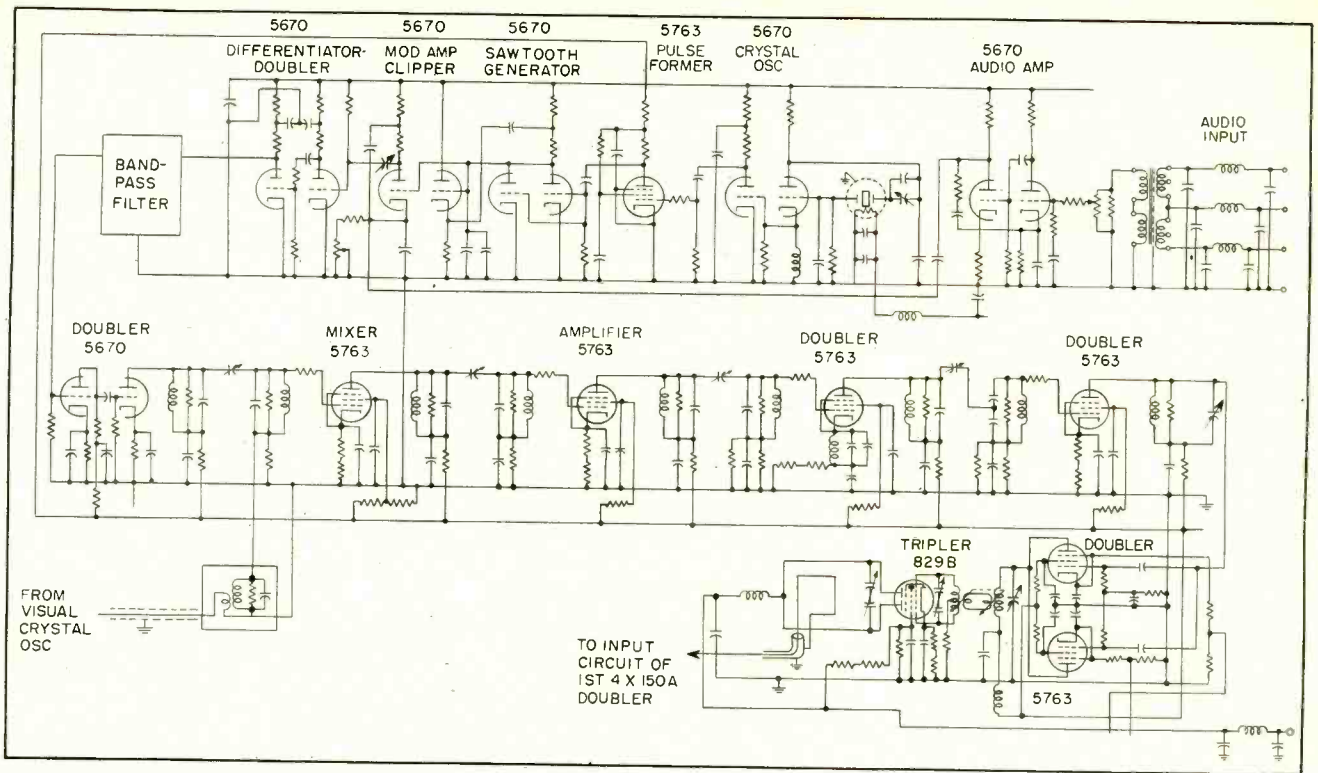 5670
DIFFERENTIATOR-
DOUBLER
5670
MOD AMP
CLIPPER
5670
SAWTOOTH
GENERATOR
5763
PULSE
FORMER
5670
CRYSTAL
OSC
5670
AUDIO AMP
AUDIO
INPUT
BAND-
PASS
FILTER
DOUBLER
5670
MIXER
5763
AMPLIFIER
5763
DOUBLER
5763
DOUBLER
5763
FROM
VISUAL
CRYSTAL
OSC
TO INPUT
CIRCUIT OF
1ST 4 X 150A
DOUBLER
TRIPLER
829B
DOUBLER
5763